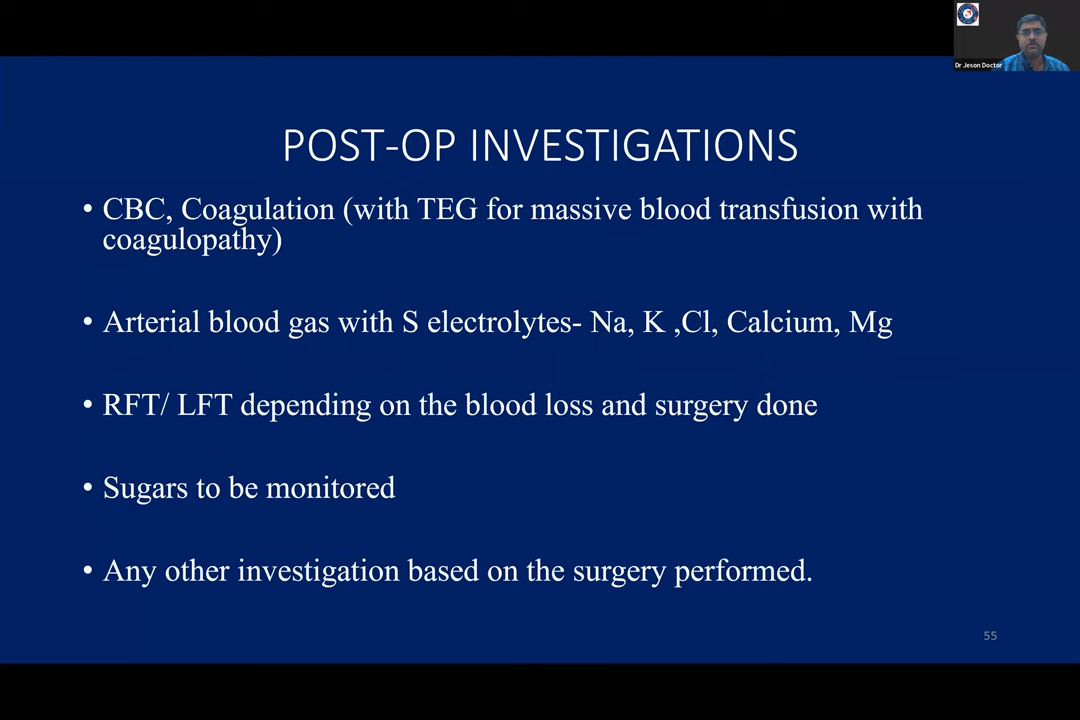 Dr Jeson Doctor
POST-OP INVESTIGATIONS
• CBC, Coagulation (with TEG for massive blood transfusion with
coagulopathy)
• Arterial blood gas with S electrolytes- Na, K ,Cl, Calcium, Mg
• RFT/ LFT depending on the blood loss and surgery done
• Sugars to be monitored
• Any other investigation based on the surgery performed.
55